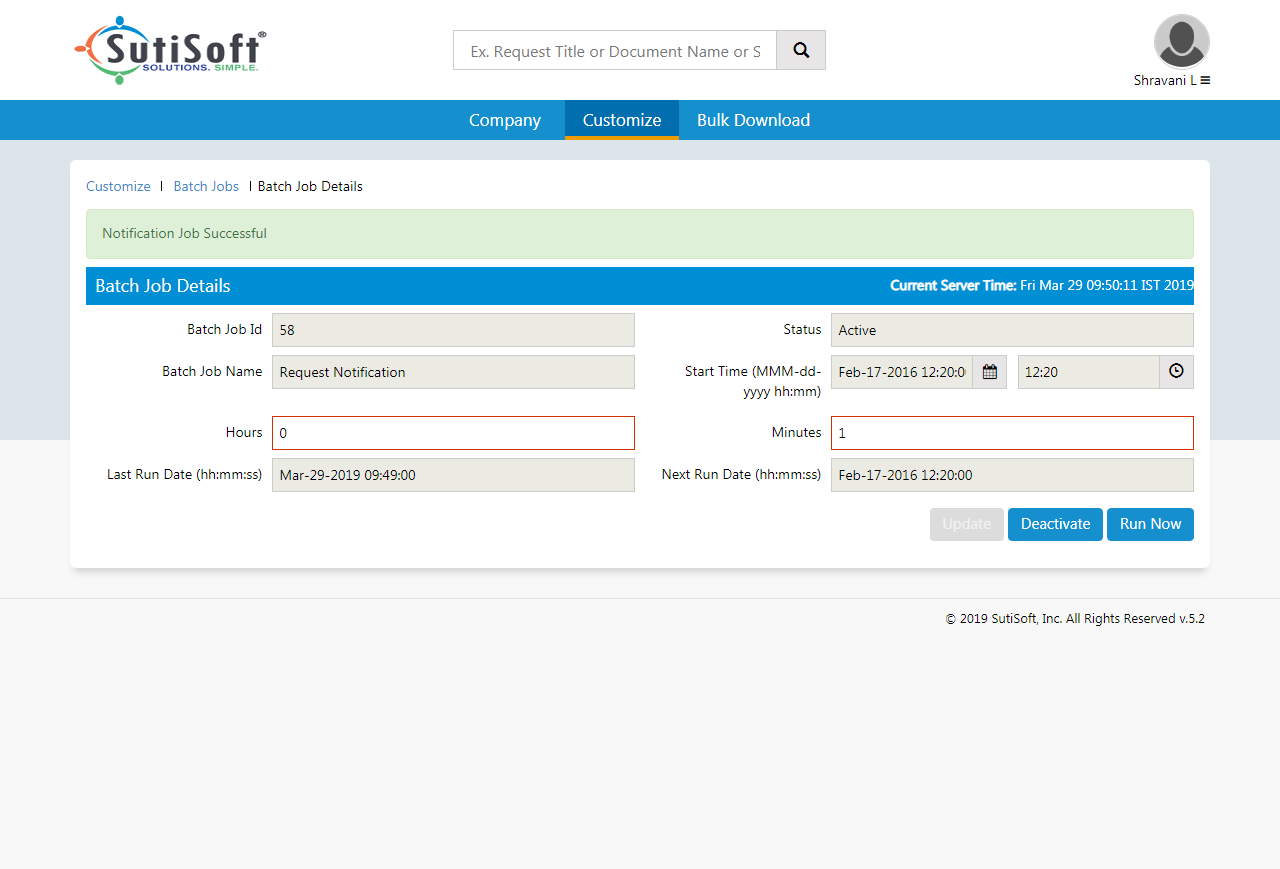 SutiSoft®
SOLUTIONS. SIMPLE.
Ex. Request Title or Document Name or S
Shravani L
Company Customize Bulk Download
Customize I Batch Jobs I Batch Job Details
Notification Job Successful
Batch Job Details Current Server Time: Fri Mar 29 09:50:11 IST 2019
Batch Job Id 58 Status Active
Batch Job Name Request Notification Start Time (MMM-dd-yyyy hh:mm) Feb-17-2016 12:20:0 12:20
Hours 0 Minutes 1
Last Run Date (hh:mm:ss) Mar-29-2019 09:49:00 Next Run Date (hh:mm:ss) Feb-17-2016 12:20:00
Update Deactivate Run Now
© 2019 SutiSoft, Inc. All Rights Reserved v.5.2